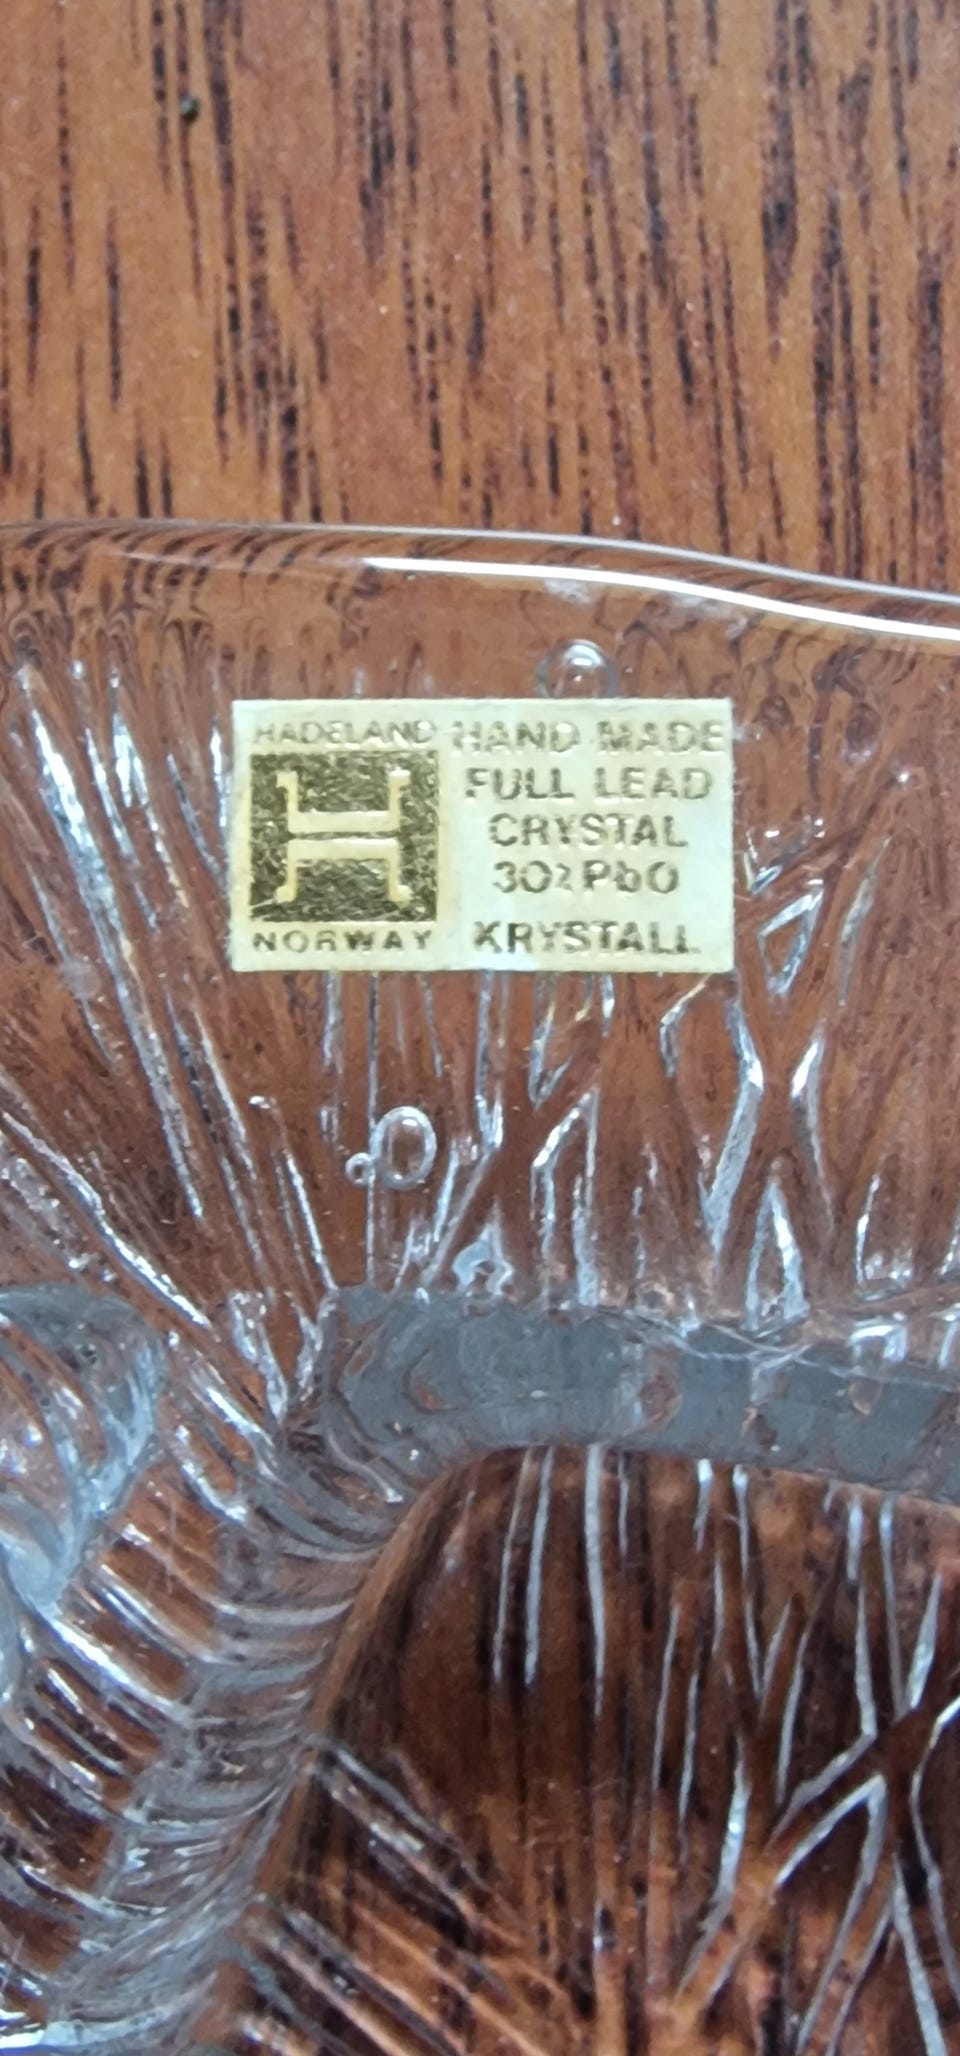 HADELAND
H
NORWAY
HAND MADE
FULL LEAD
CRYSTAL
30% PbO
KRYSTALL